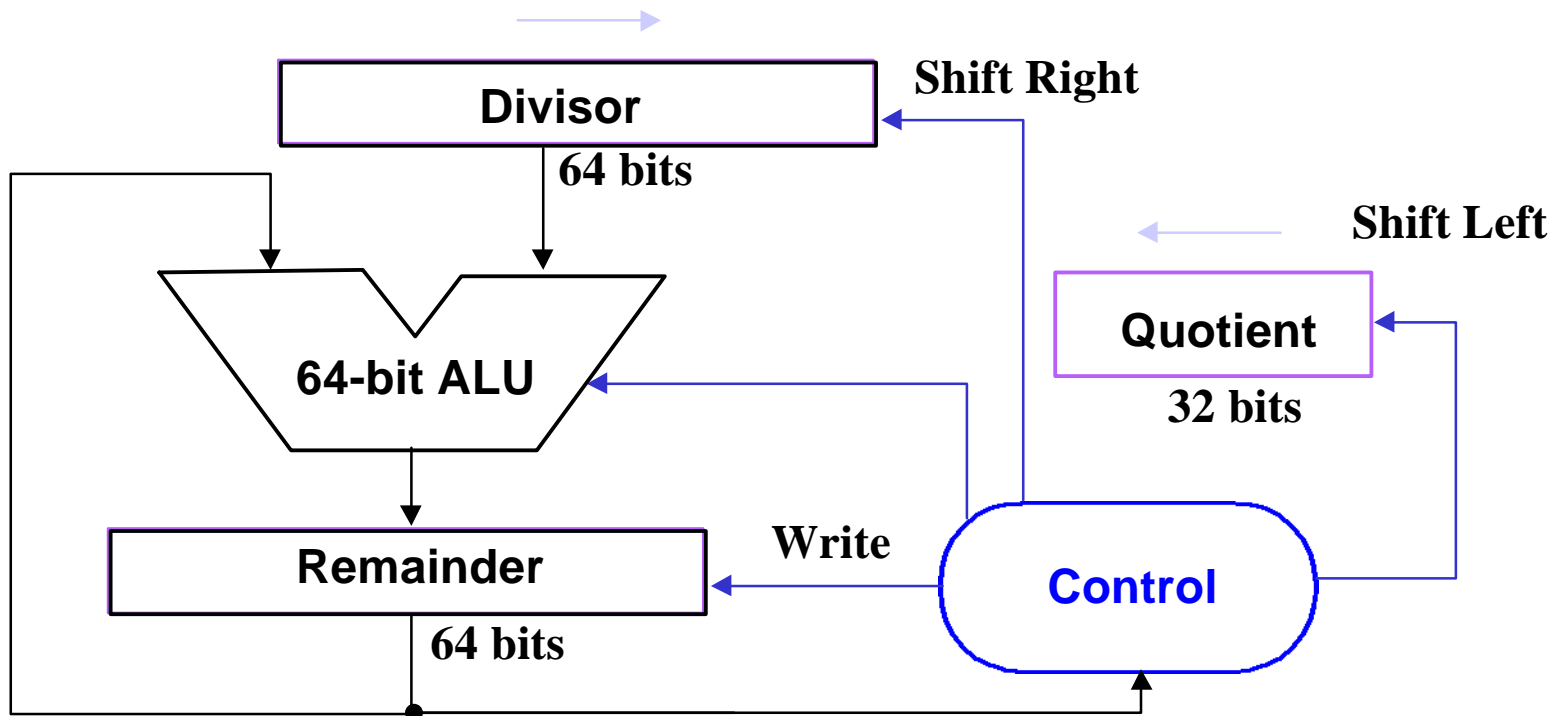 Shift Right
Divisor
64 bits
Shift Left
Quotient
64-bit ALU
32 bits
Write
Remainder
Control
64 bits